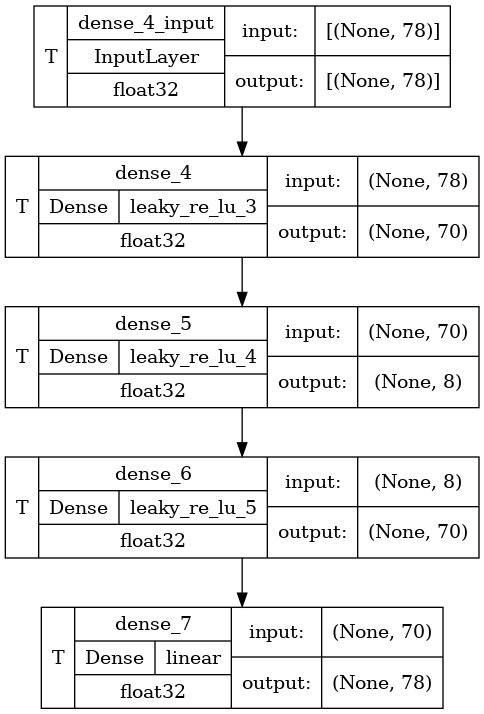 T
dense_4_input
InputLayer
float32
input:
[(None, 78)]
output:
[(None, 78)]
T
dense_4
Dense
leaky_re_lu_3
float32
input:
(None, 78)
output:
(None, 70)
T
dense_5
Dense
leaky_re_lu_4
float32
input:
(None, 70)
output:
(None, 8)
T
dense_6
Dense
leaky_re_lu_5
float32
input:
(None, 8)
output:
(None, 70)
T
dense_7
Dense
linear
float32
input:
(None, 70)
output:
(None, 78)